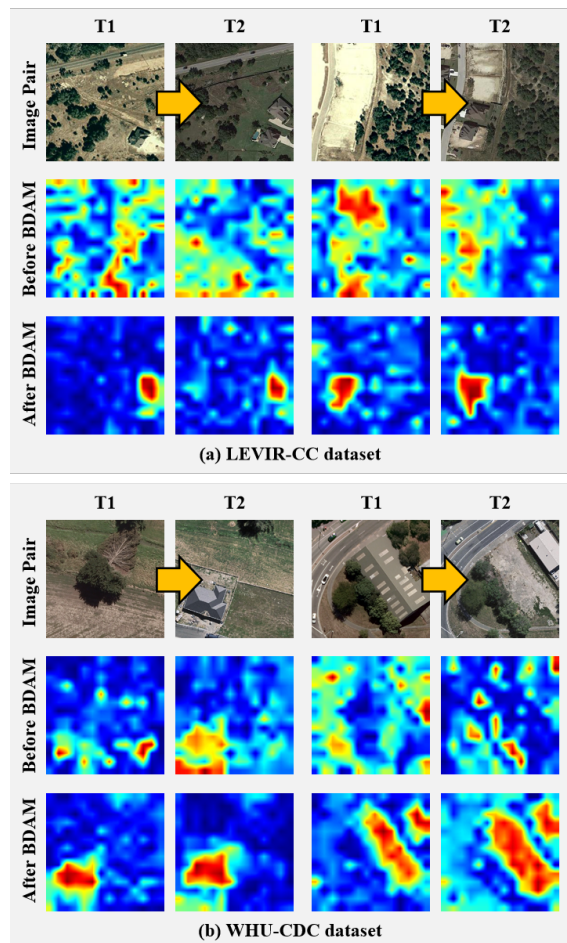 T1 T2 T1 T2
Image Pair
Before BDAM
After BDAM
(a) LEVIR-CC dataset
T1 T2 T1 T2
Image Pair
Before BDAM
After BDAM
(b) WHU-CDC dataset